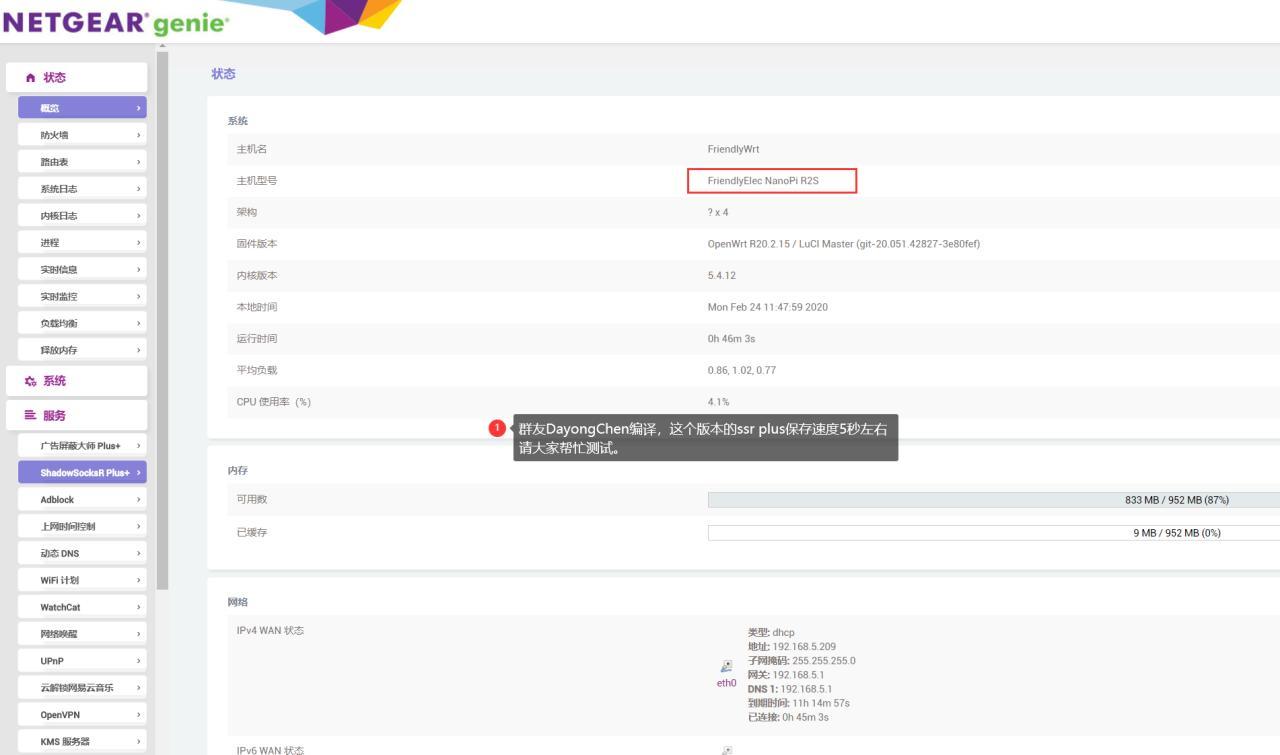 NETGEAR genie
状态
概览
防火墙
路由表
系统日志
内核日志
进程
实时信息
实时监控
负载均衡
释放内存
系统
服务
广告屏蔽大师 Plus+
ShadowSocksR Plus+
Adblock
上网时间控制
动态 DNS
WiFi 计划
WatchCat
网络唤醒
UPnP
云解锁网易云音乐
OpenVPN
KMS 服务器
状态
系统
主机名 FriendlyWrt
主机型号 FriendlyElec NanoPi R2S
架构 ? x 4
固件版本 OpenWrt R20.2.15 / LuCI Master (git-20.051.42827-3e80fef)
内核版本 5.4.12
本地时间 Mon Feb 24 11:47:59 2020
运行时间 0h 46m 3s
平均负载 0.86, 1.02, 0.77
CPU 使用率 (%) 4.1%
1 群友DayongChen编译，这个版本的ssr plus保存速度5秒左右
请大家帮忙测试。
内存
可用数 833 MB / 952 MB (87%)
已缓存 9 MB / 952 MB (0%)
网络
IPv4 WAN 状态
eth0
类型: dhcp
地址: 192.168.5.209
子网掩码: 255.255.255.0
网关: 192.168.5.1
DNS 1: 192.168.5.1
到期时间: 11h 14m 57s
已连接: 0h 45m 3s
IPv6 WAN 状态